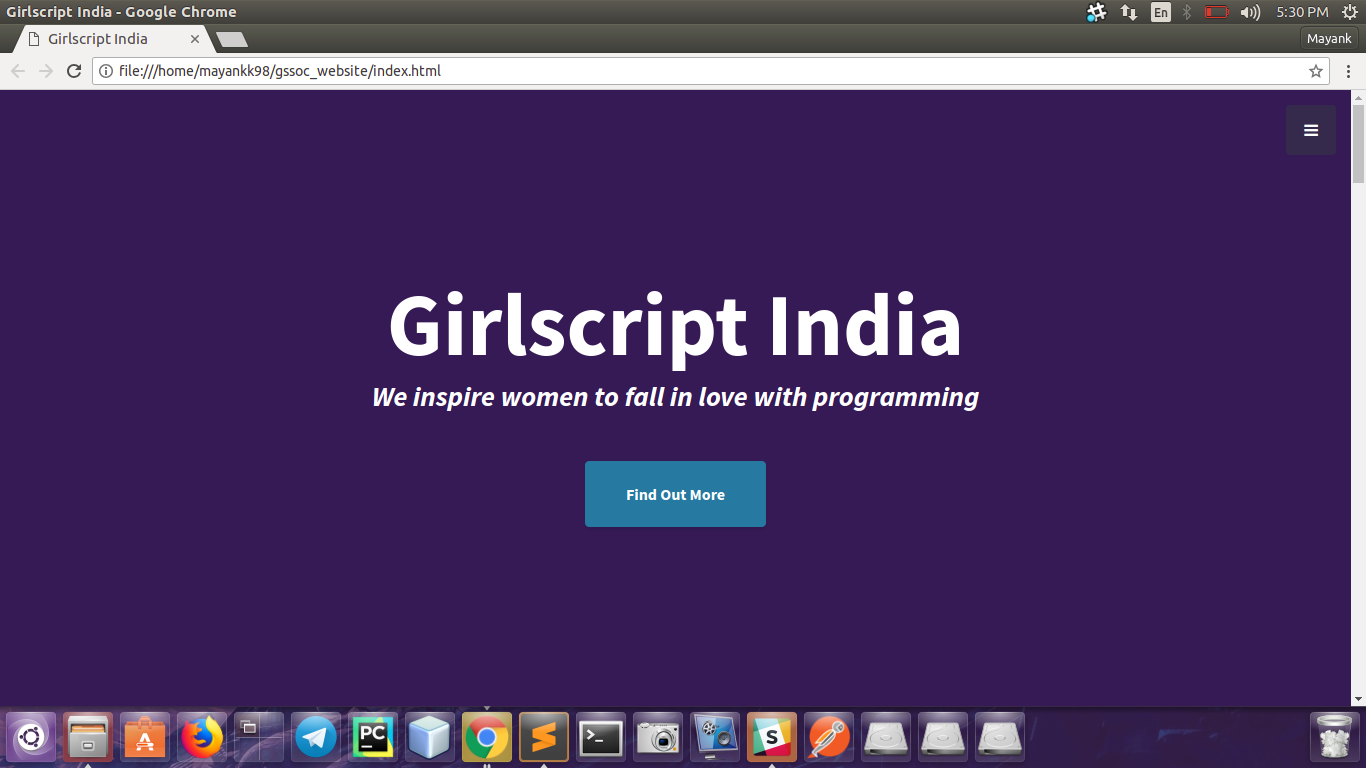 Girlscript India - Google Chrome
En
5:30 PM
Girlscript India
Mayank
file:///home/mayankk98/gssoc_website/index.html
Girlscript India
We inspire women to fall in love with programming
Find Out More
PC
S